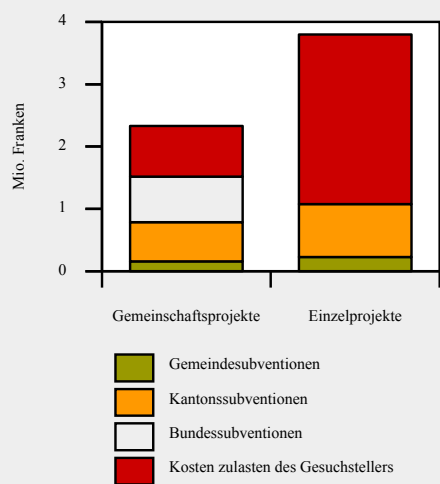 Mio. Franken
4
3
2
1
0
Gemeinschaftsprojekte Einzelprojekte
Gemeindesubventionen
Kantonssubventionen
Bundessubventionen
Kosten zulasten des Gesuchstellers